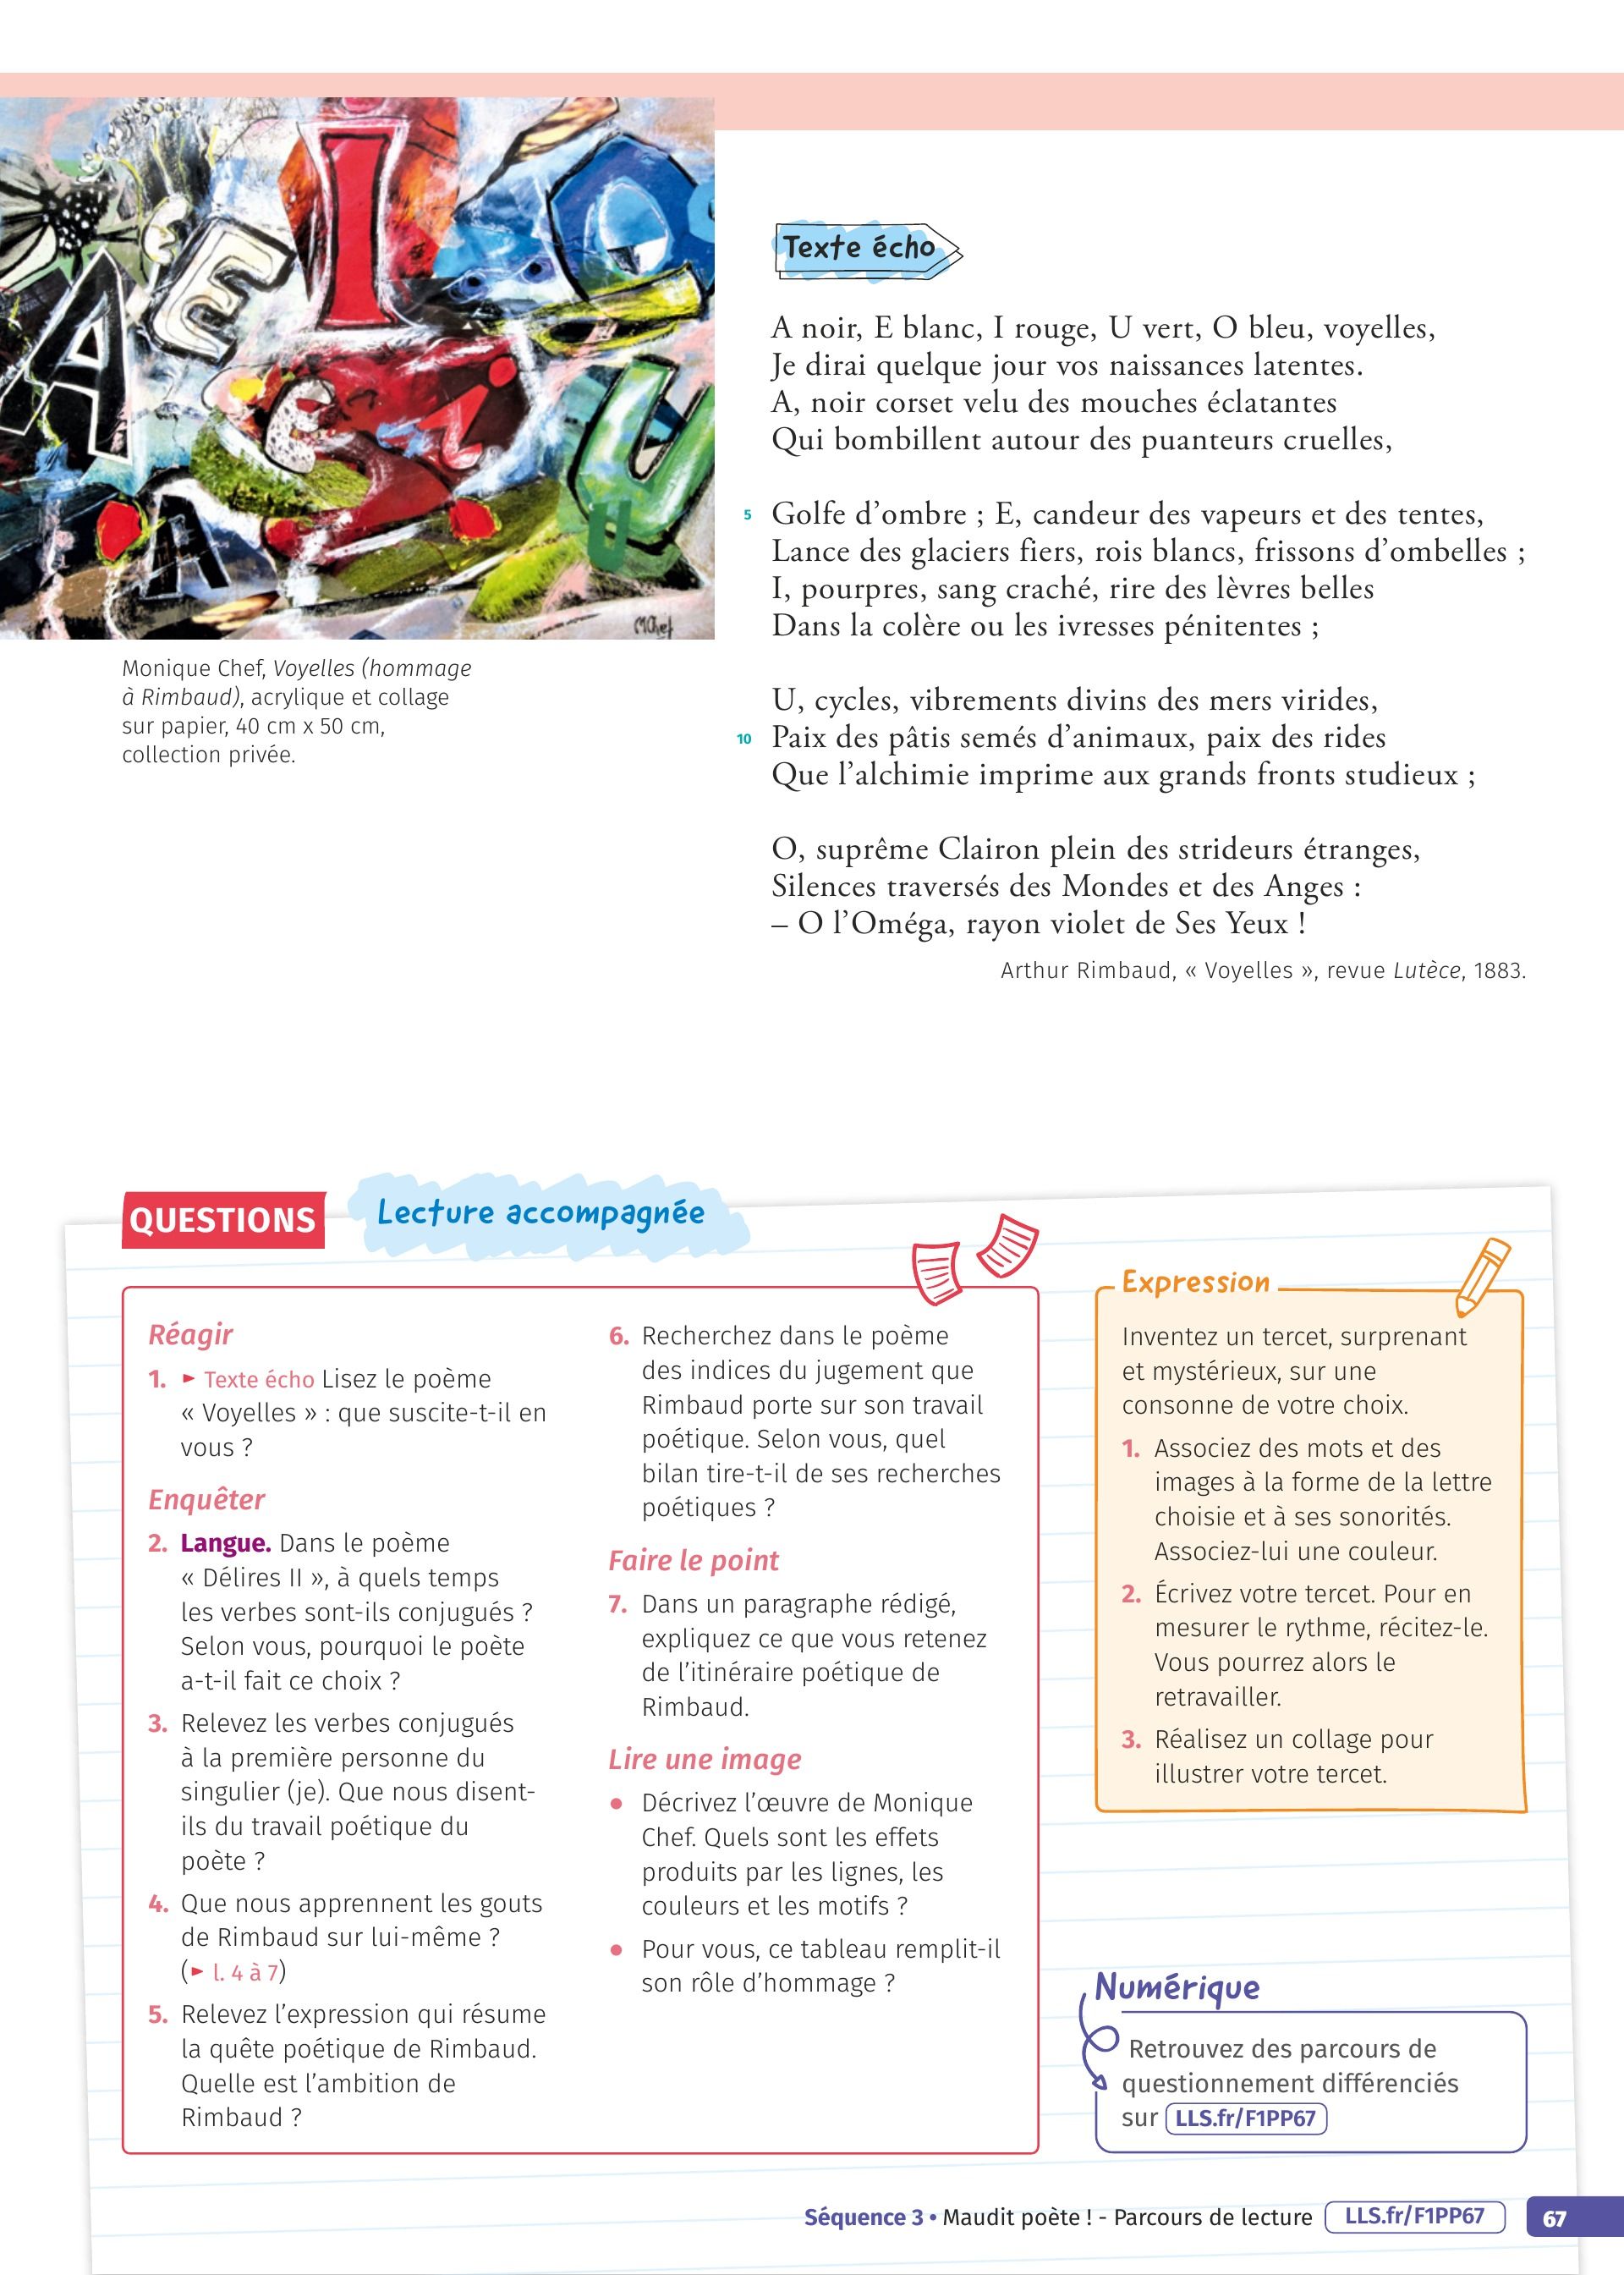 A
E
I
O
U
E
Z
A
U
MChef
Monique Chef, Voyelles (hommage
à Rimbaud), acrylique et collage
sur papier, 40 cm x 50 cm,
collection privée.
Texte écho
A noir, E blanc, I rouge, U vert, O bleu, voyelles,
Je dirai quelque jour vos naissances latentes.
A, noir corset velu des mouches éclatantes
Qui bombillent autour des puanteurs cruelles,
5 Golfe d’ombre ; E, candeur des vapeurs et des tentes,
Lance des glaciers fiers, rois blancs, frissons d’ombelles ;
I, pourpres, sang craché, rire des lèvres belles
Dans la colère ou les ivresses pénitentes ;
U, cycles, vibrements divins des mers virides,
10 Paix des pâtis semés d’animaux, paix des rides
Que l’alchimie imprime aux grands fronts studieux ;
O, suprême Clairon plein des strideurs étranges,
Silences traversés des Mondes et des Anges :
– O l’Oméga, rayon violet de Ses Yeux !
Arthur Rimbaud, « Voyelles », revue Lutèce, 1883.
QUESTIONS
Lecture accompagnée
Réagir
1. ► Texte écho Lisez le poème
« Voyelles » : que suscite-t-il en
vous ?
Enquêter
2. Langue. Dans le poème
« Délires II », à quels temps
les verbes sont-ils conjugués ?
Selon vous, pourquoi le poète
a-t-il fait ce choix ?
3. Relevez les verbes conjugués
à la première personne du
singulier (je). Que nous disent-
ils du travail poétique du
poète ?
4. Que nous apprennent les gouts
de Rimbaud sur lui-même ?
(► l. 4 à 7)
5. Relevez l’expression qui résume
la quête poétique de Rimbaud.
Quelle est l’ambition de
Rimbaud ?
6. Recherchez dans le poème
des indices du jugement que
Rimbaud porte sur son travail
poétique. Selon vous, quel
bilan tire-t-il de ses recherches
poétiques ?
Faire le point
7. Dans un paragraphe rédigé,
expliquez ce que vous retenez
de l’itinéraire poétique de
Rimbaud.
Lire une image
• Décrivez l’œuvre de Monique
Chef. Quels sont les effets
produits par les lignes, les
couleurs et les motifs ?
• Pour vous, ce tableau remplit-il
son rôle d’hommage ?
Expression
Inventez un tercet, surprenant
et mystérieux, sur une
consonne de votre choix.
1. Associez des mots et des
images à la forme de la lettre
choisie et à ses sonorités.
Associez-lui une couleur.
2. Écrivez votre tercet. Pour en
mesurer le rythme, récitez-le.
Vous pourrez alors le
retravailler.
3. Réalisez un collage pour
illustrer votre tercet.
Numérique
Retrouvez des parcours de
questionnement différenciés
sur LLS.fr/F1PP67
Séquence 3 • Maudit poète ! - Parcours de lecture LLS.fr/F1PP67 67